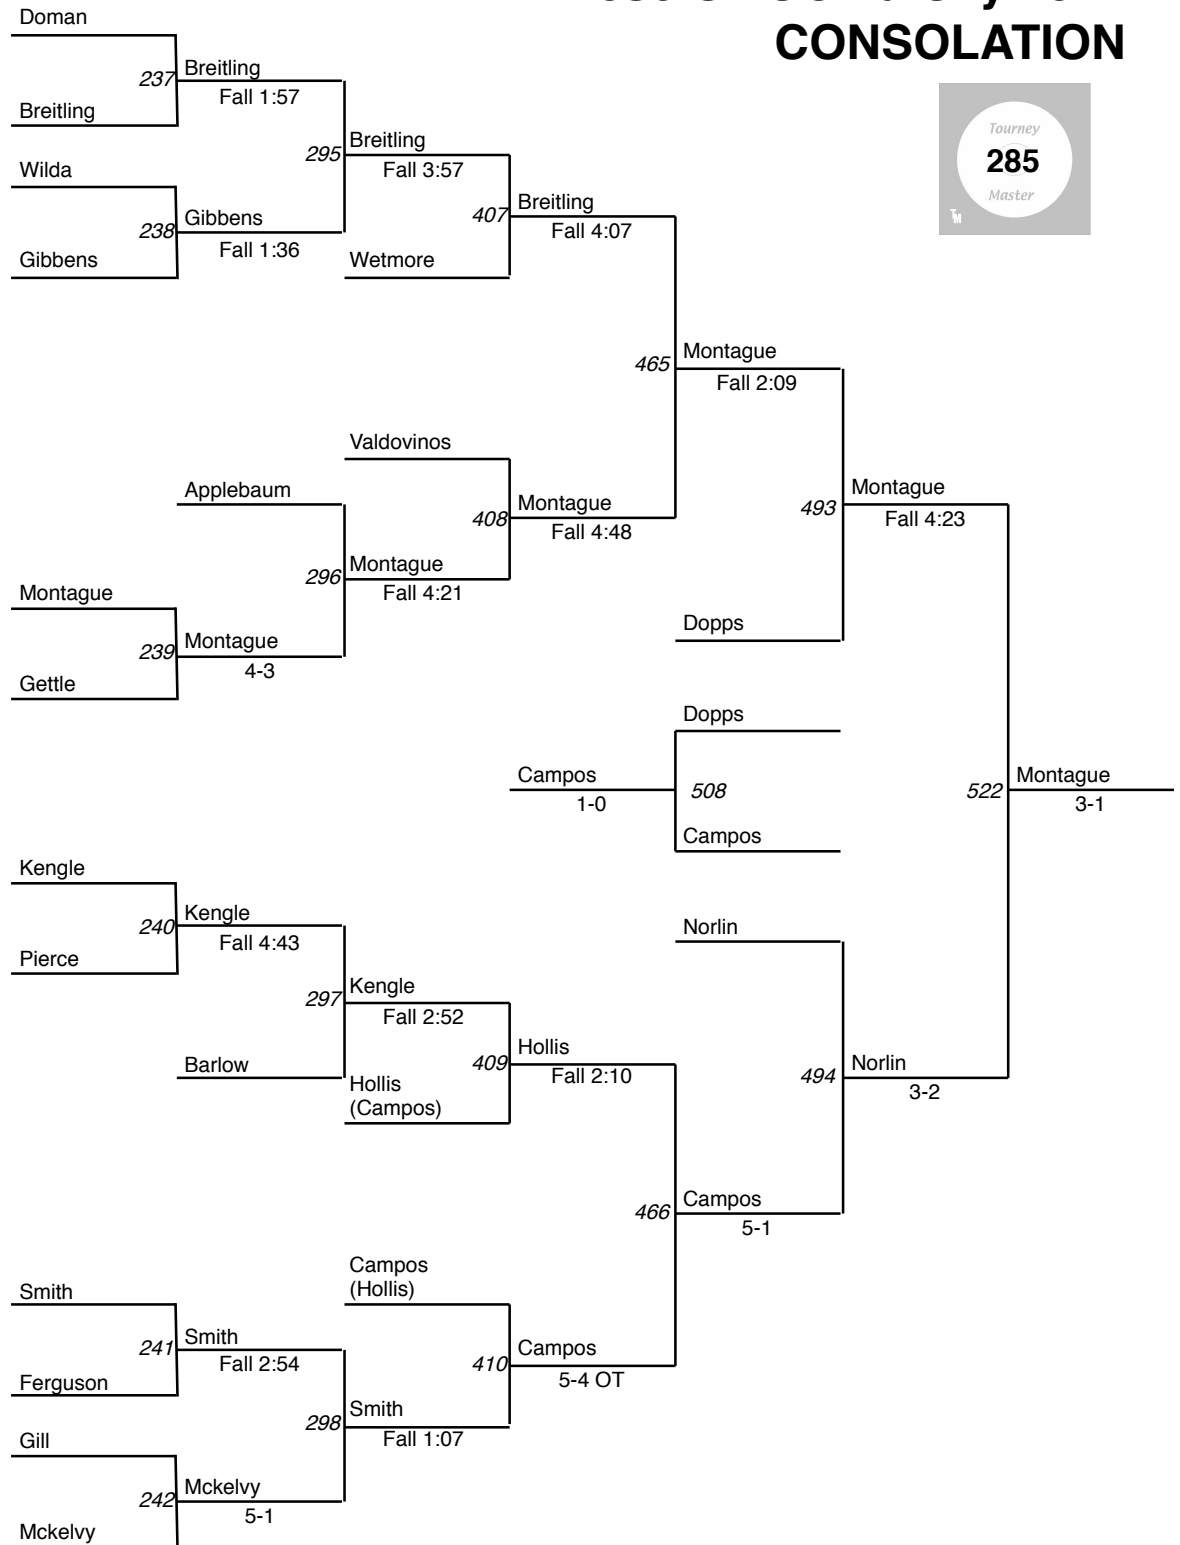 CONSOLATION
Tourney
285
Master
TM
Doman
237
Breitling
Fall 1:57
Breitling
295
Breitling
Fall 3:57
Wilda
238
Gibbens
Fall 1:36
Gibbens
Wetmore
407
Breitling
Fall 4:07
465
Montague
Fall 2:09
Valdovinos
Applebaum
408
Montague
Fall 4:48
296
Montague
Fall 4:21
Montague
239
Montague
4-3
Gettle
493
Montague
Fall 4:23
Dopps
Dopps
Campos
1-0
508
Campos
522
Montague
3-1
Kengle
240
Kengle
Fall 4:43
Pierce
297
Kengle
Fall 2:52
Barlow
Hollis
(Campos)
409
Hollis
Fall 2:10
Norlin
494
Norlin
3-2
466
Campos
5-1
Campos
(Hollis)
Smith
241
Smith
Fall 2:54
Ferguson
410
Campos
5-4 OT
298
Smith
Fall 1:07
Gill
242
Mckelvy
5-1
Mckelvy